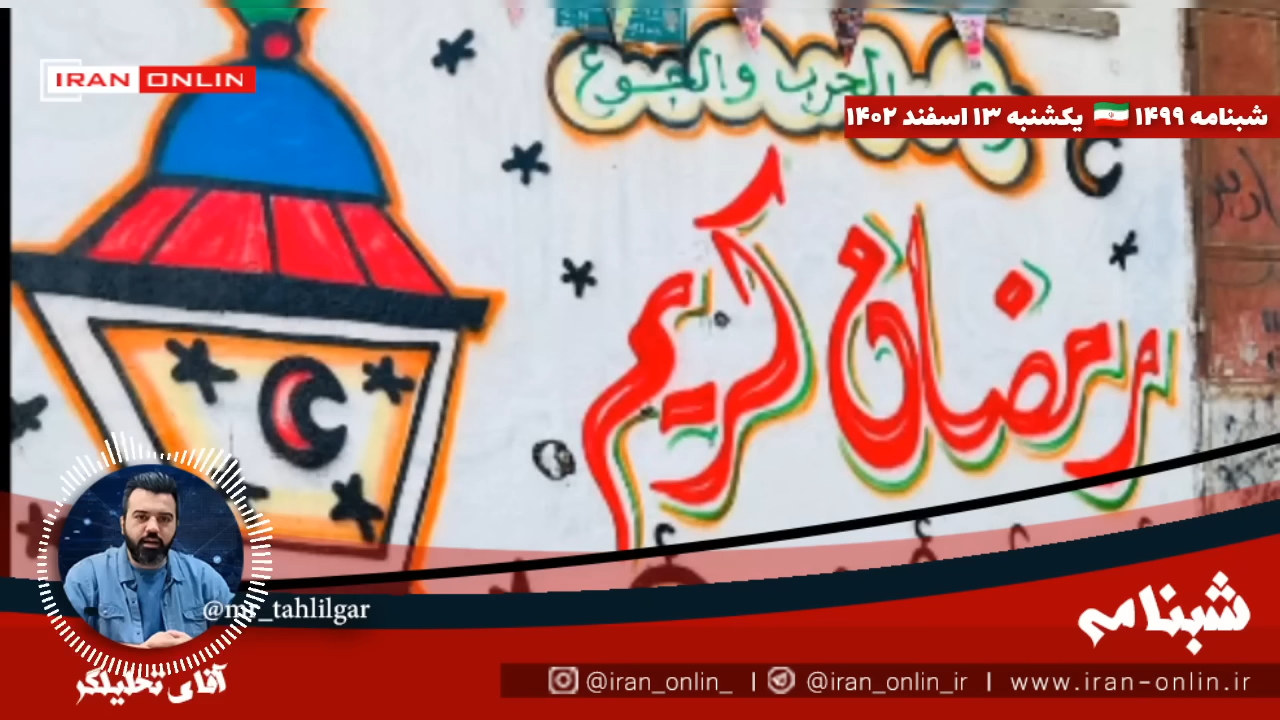 IRAN ONLIN
شبنامه ۱۴۹۹ 🇮🇷 یکشنبه ۱۳ اسفند ۱۴۰۲
الحرب والجوع
رمضان كريم
@mr_tahlilgar
آقای تحلیلگر
شبنامه
@iran_onlin_ | @iran_onlin_ir | www.iran-onlin.ir